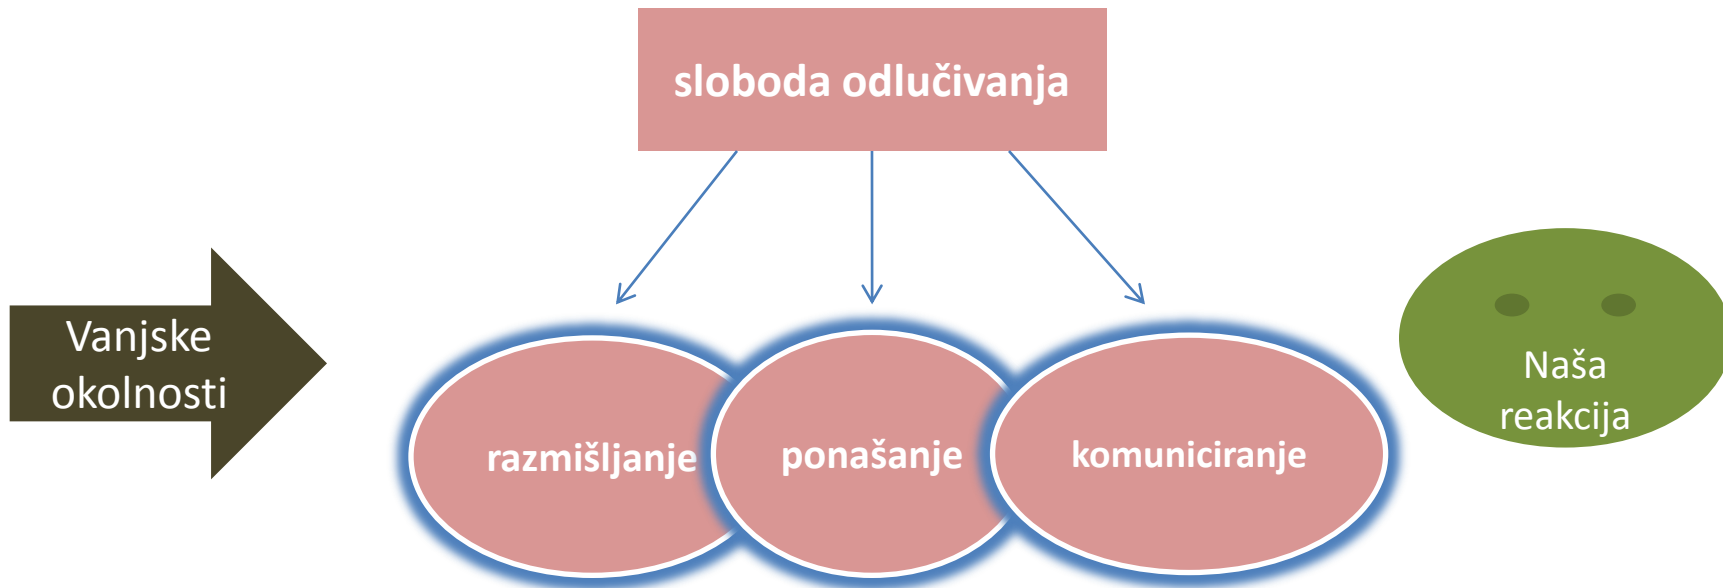 sloboda odlučivanja
Vanjske
okolnosti
razmišljanje
ponašanje
komuniciranje
Naša
reakcija